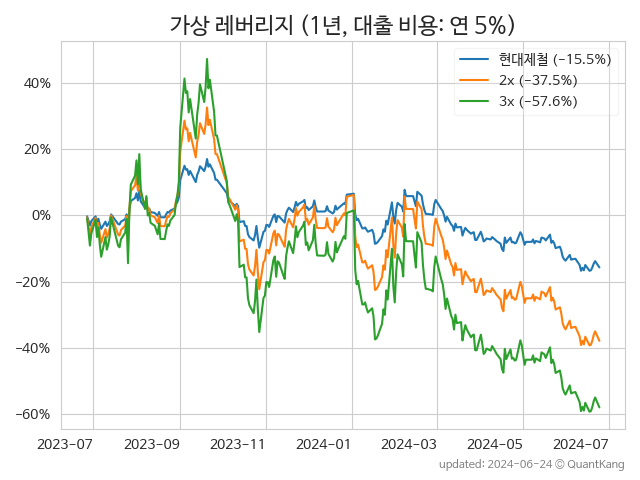 가상 레버리지 (1년, 대출 비용: 연 5%)
현대제철 (−15.5%)
2x (−37.5%)
3x (−57.6%)
40%
20%
0%
−20%
−40%
−60%
2023-07 2023-09 2023-11 2024-01 2024-03 2024-05 2024-07
updated: 2024-06-24 ⓒ QuantKang